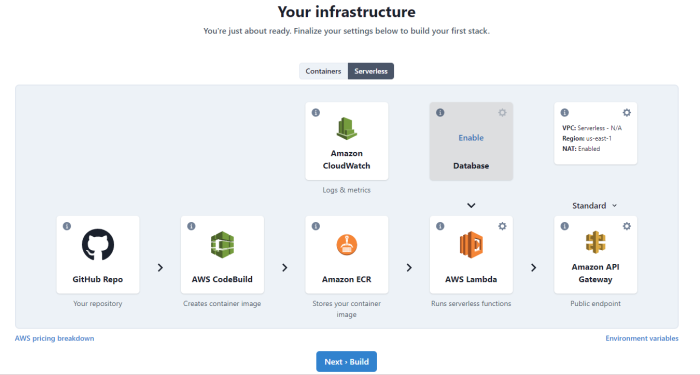 Your infrastructure
You're just about ready. Finalize your settings below to build your first stack.
Containers
Serverless
Amazon
CloudWatch
Logs & metrics
Enable
Database
VPC: Serverless - N/A
Region: us-east-1
NAT: Enabled
Standard
GitHub Repo
Your repository
AWS CodeBuild
Creates container image
Amazon ECR
Stores your container
image
AWS Lambda
Runs serverless functions
Amazon API
Gateway
Public endpoint
AWS pricing breakdown
Environment variables
Next › Build